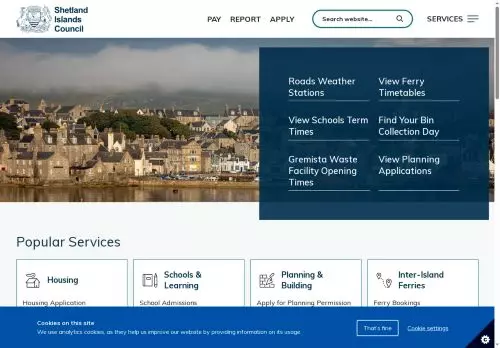 Shetland
Islands
Council
PAY REPORT APPLY
Search website...
SERVICES
Roads Weather
Stations
View Ferry
Timetables
View Schools Term
Times
Find Your Bin
Collection Day
Gremista Waste
Facility Opening
Times
View Planning
Applications
Popular Services
Housing
Schools &
Learning
Planning &
Building
Inter-Island
Ferries
Housing Application
School Admissions
Apply for Planning Permission
Ferry Bookings
Cookies on this site
We use analytics cookies, as they help us improve our website by providing information on its usage.
That's fine
Cookie settings